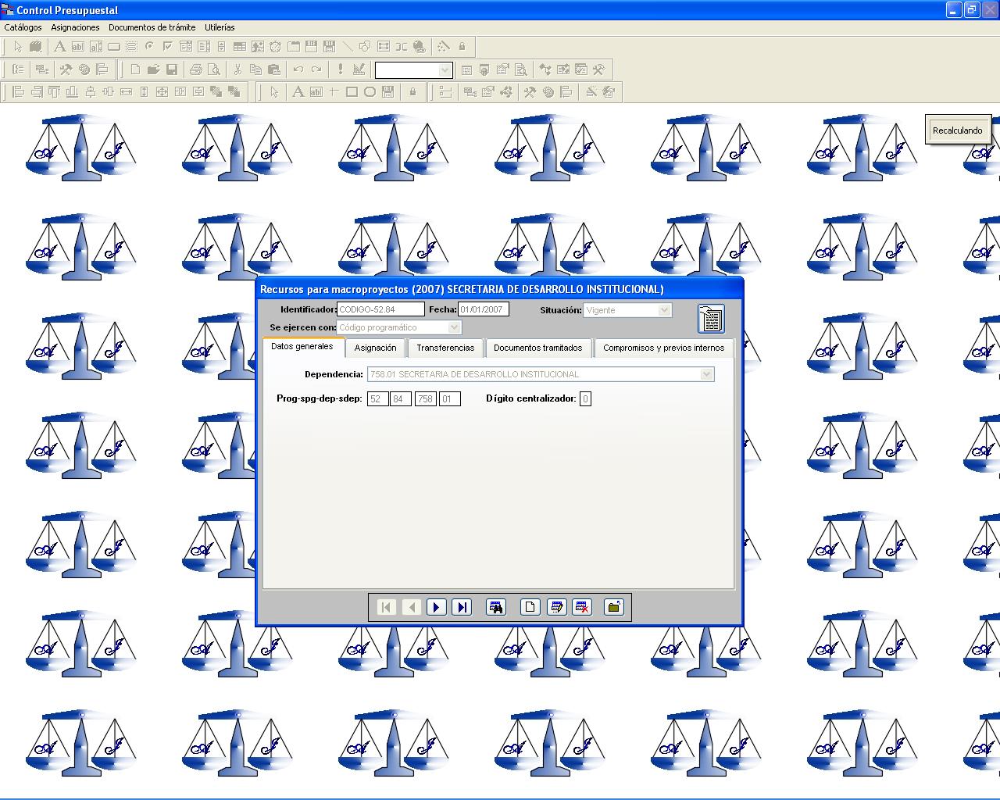 Control Presupuestal
Catálogos Asignaciones Documentos de trámite Utilerías
Recalculando
Recursos para macroproyectos (2007) SECRETARIA DE DESARROLLO INSTITUCIONAL)
Identificador: CODIGO-52.84 Fecha: 01/01/2007 Situación: Vigente
Se ejercen con: Código programático
Datos generales Asignación Transferencias Documentos tramitados Compromisos y previos internos
Dependencia: 758.01 SECRETARIA DE DESARROLLO INSTITUCIONAL
Prog-spg-dep-sdep: 52 84 758 01 Dígito centralizador: 0